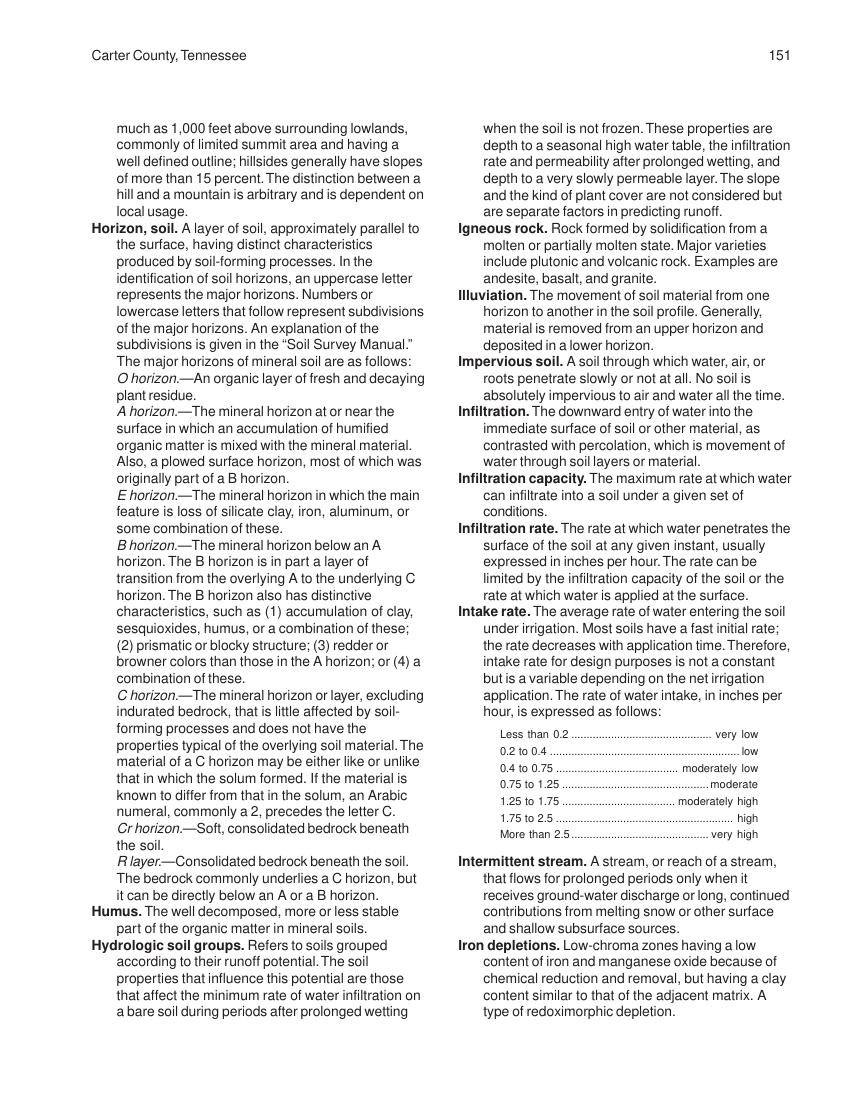 Carter County, Tennessee
151
much as 1,000 feet above surrounding lowlands,
commonly of limited summit area and having a
well defined outline; hillsides generally have slopes
of more than 15 percent. The distinction between a
hill and a mountain is arbitrary and is dependent on
local usage.
Horizon, soil. A layer of soil, approximately parallel to
the surface, having distinct characteristics
produced by soil-forming processes. In the
identification of soil horizons, an uppercase letter
represents the major horizons. Numbers or
lowercase letters that follow represent subdivisions
of the major horizons. An explanation of the
subdivisions is given in the “Soil Survey Manual.”
The major horizons of mineral soil are as follows:
O horizon.—An organic layer of fresh and decaying
plant residue.
A horizon.—The mineral horizon at or near the
surface in which an accumulation of humified
organic matter is mixed with the mineral material.
Also, a plowed surface horizon, most of which was
originally part of a B horizon.
E horizon.—The mineral horizon in which the main
feature is loss of silicate clay, iron, aluminum, or
some combination of these.
B horizon.—The mineral horizon below an A
horizon. The B horizon is in part a layer of
transition from the overlying A to the underlying C
horizon. The B horizon also has distinctive
characteristics, such as (1) accumulation of clay,
sesquioxides, humus, or a combination of these;
(2) prismatic or blocky structure; (3) redder or
browner colors than those in the A horizon; or (4) a
combination of these.
C horizon.—The mineral horizon or layer, excluding
indurated bedrock, that is little affected by soil-
forming processes and does not have the
properties typical of the overlying soil material. The
material of a C horizon may be either like or unlike
that in which the solum formed. If the material is
known to differ from that in the solum, an Arabic
numeral, commonly a 2, precedes the letter C.
Cr horizon.—Soft, consolidated bedrock beneath
the soil.
R layer.—Consolidated bedrock beneath the soil.
The bedrock commonly underlies a C horizon, but
it can be directly below an A or a B horizon.
Humus. The well decomposed, more or less stable
part of the organic matter in mineral soils.
Hydrologic soil groups. Refers to soils grouped
according to their runoff potential. The soil
properties that influence this potential are those
that affect the minimum rate of water infiltration on
a bare soil during periods after prolonged wetting
when the soil is not frozen. These properties are
depth to a seasonal high water table, the infiltration
rate and permeability after prolonged wetting, and
depth to a very slowly permeable layer. The slope
and the kind of plant cover are not considered but
are separate factors in predicting runoff.
Igneous rock. Rock formed by solidification from a
molten or partially molten state. Major varieties
include plutonic and volcanic rock. Examples are
andesite, basalt, and granite.
Illuviation. The movement of soil material from one
horizon to another in the soil profile. Generally,
material is removed from an upper horizon and
deposited in a lower horizon.
Impervious soil. A soil through which water, air, or
roots penetrate slowly or not at all. No soil is
absolutely impervious to air and water all the time.
Infiltration. The downward entry of water into the
immediate surface of soil or other material, as
contrasted with percolation, which is movement of
water through soil layers or material.
Infiltration capacity. The maximum rate at which water
can infiltrate into a soil under a given set of
conditions.
Infiltration rate. The rate at which water penetrates the
surface of the soil at any given instant, usually
expressed in inches per hour. The rate can be
limited by the infiltration capacity of the soil or the
rate at which water is applied at the surface.
Intake rate. The average rate of water entering the soil
under irrigation. Most soils have a fast initial rate;
the rate decreases with application time. Therefore,
intake rate for design purposes is not a constant
but is a variable depending on the net irrigation
application. The rate of water intake, in inches per
hour, is expressed as follows:
Less than 0.2 .............................................. very low
0.2 to 0.4 .............................................................. low
0.4 to 0.75 ........................................ moderately low
0.75 to 1.25 ................................................ moderate
1.25 to 1.75 ..................................... moderately high
1.75 to 2.5 .......................................................... high
More than 2.5 ............................................. very high
Intermittent stream. A stream, or reach of a stream,
that flows for prolonged periods only when it
receives ground-water discharge or long, continued
contributions from melting snow or other surface
and shallow subsurface sources.
Iron depletions. Low-chroma zones having a low
content of iron and manganese oxide because of
chemical reduction and removal, but having a clay
content similar to that of the adjacent matrix. A
type of redoximorphic depletion.